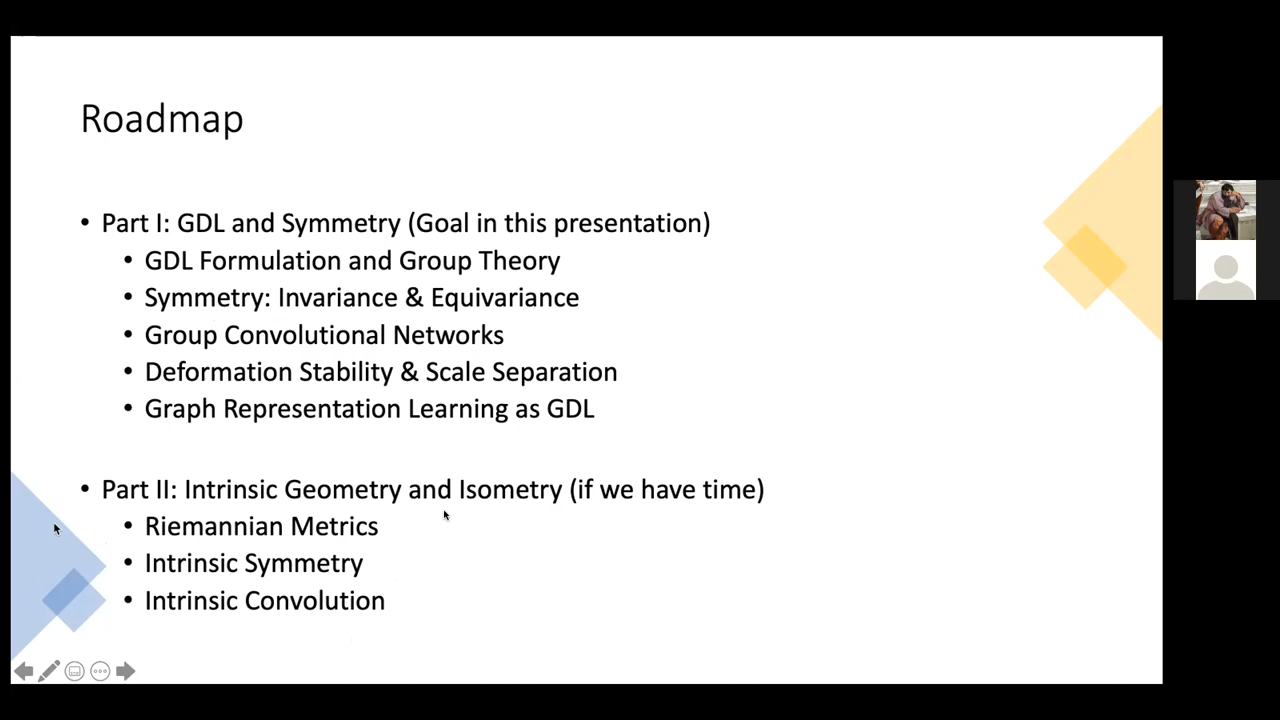 Roadmap
• Part I: GDL and Symmetry (Goal in this presentation)
• GDL Formulation and Group Theory
• Symmetry: Invariance & Equivariance
• Group Convolutional Networks
• Deformation Stability & Scale Separation
• Graph Representation Learning as GDL
• Part II: Intrinsic Geometry and Isometry (if we have time)
• Riemannian Metrics
• Intrinsic Symmetry
• Intrinsic Convolution